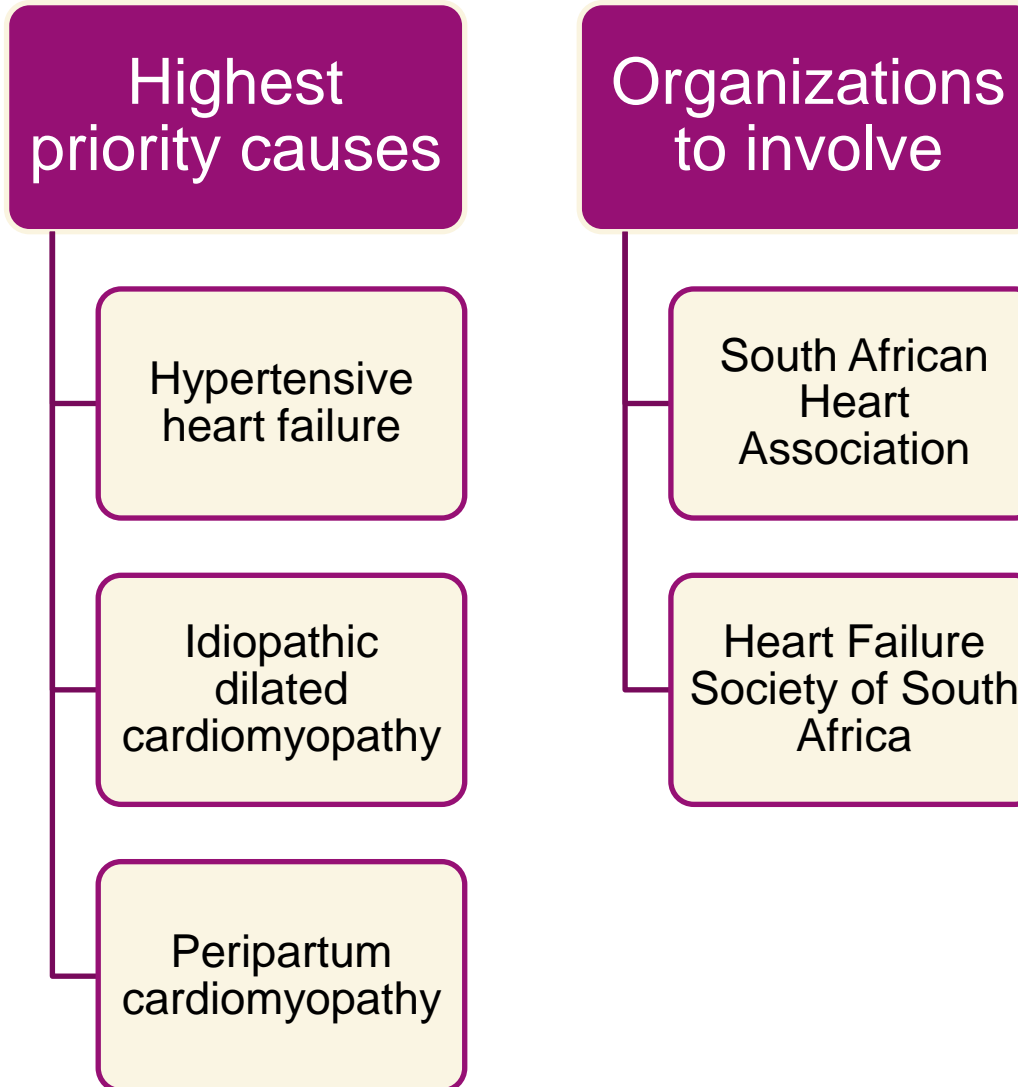 Highest
priority causes
Hypertensive
heart failure
Idiopathic
dilated
cardiomyopathy
Peripartum
cardiomyopathy
Organizations
to involve
South African
Heart
Association
Heart Failure
Society of South
Africa